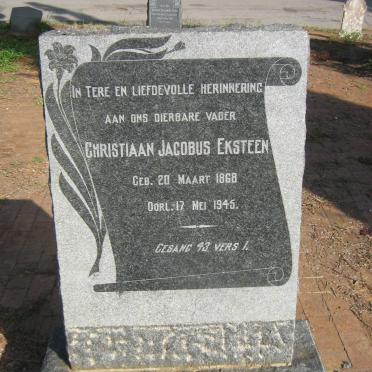 IN TERE EN LIEFDEVOLLE HERINNERING
AAN ONS DIERBARE VADER
CHRISTIAAN JACOBUS EKSTEEN
GEB. 20 MAART 1868
OORL. 17 MEI 1945.
GESANG 43 VERS 1.